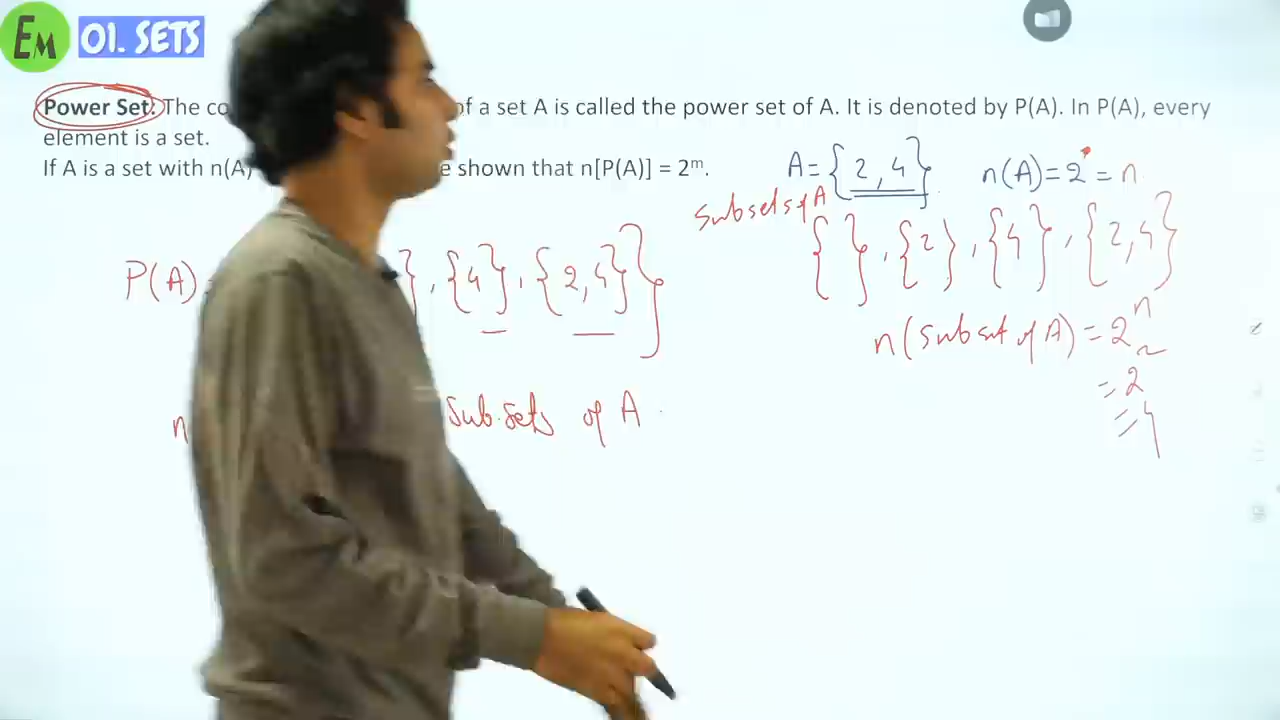 EM 01. SETS
Power Set: The co of a set A is called the power set of A. It is denoted by P(A). In P(A), every
element is a set.
If A is a set with n(A) e shown that n[P(A)] = 2ᵐ.
A = {2, 4} n(A) = 2 = n
Subsets of A
{ }, {2}, {4}, {2,4}
P(A) }, {4}, {2,4}}
n(subset of A) = 2ⁿ
= 2²
= 4
n subsets of A.